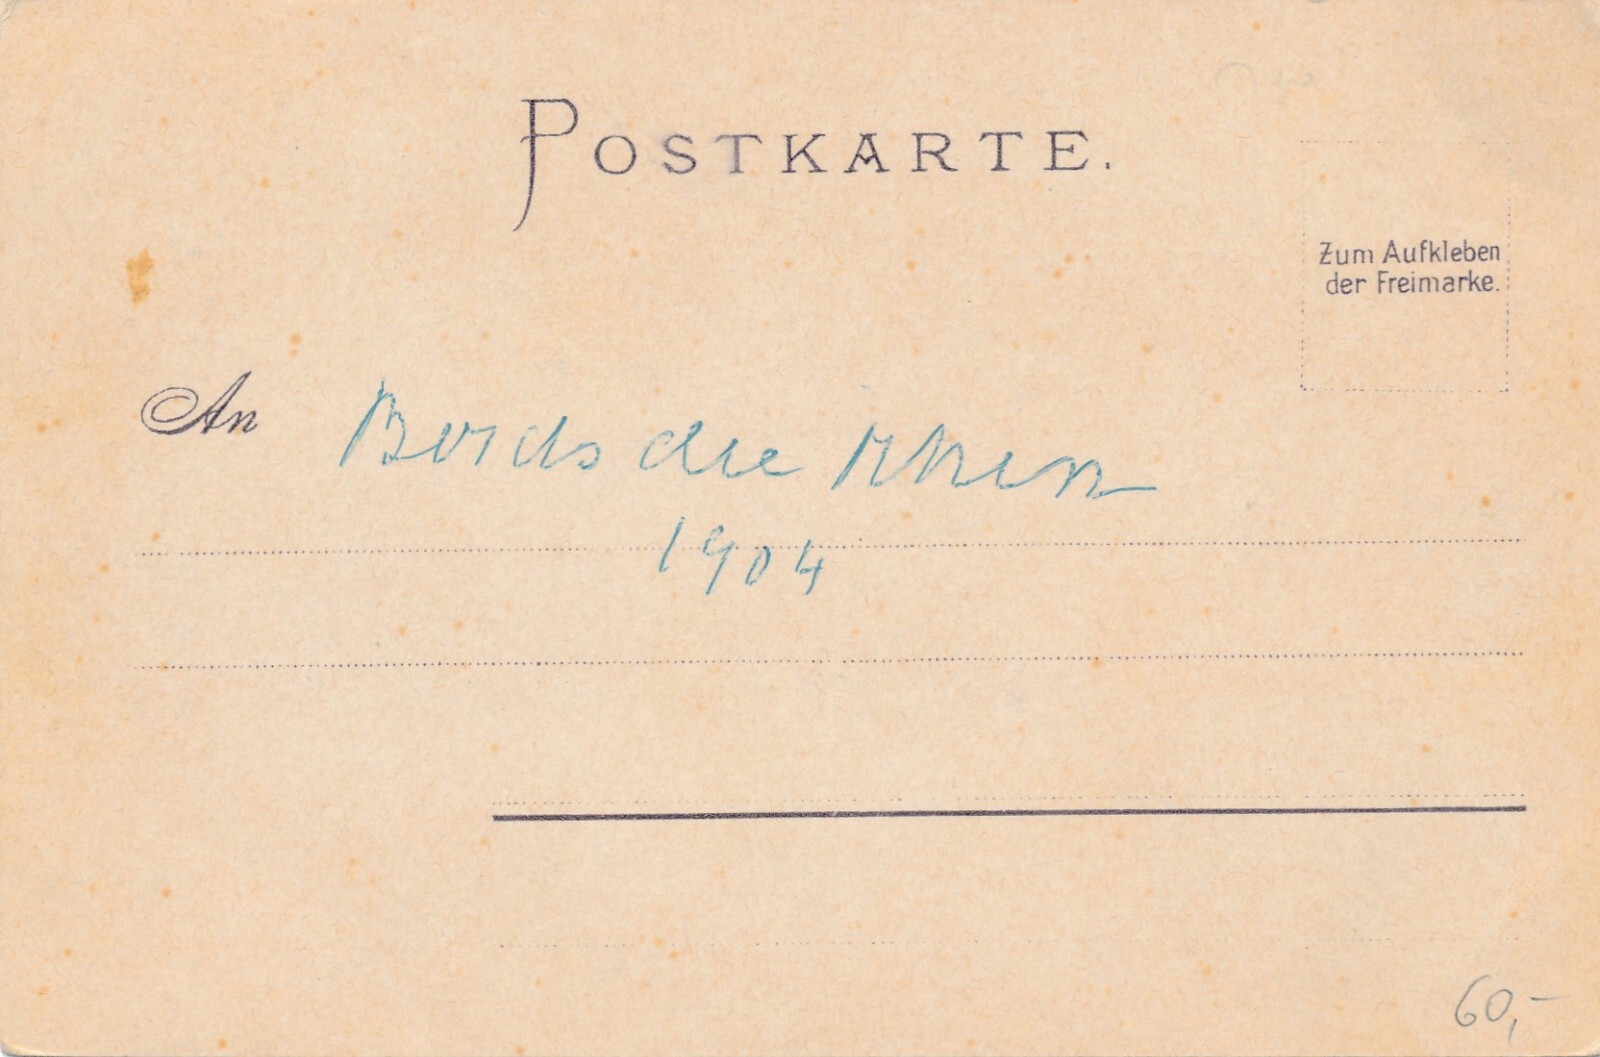 POSTKARTE.
Zum Aufkleben
der Freimarke.
An Bords du Rhin
1904
60,-